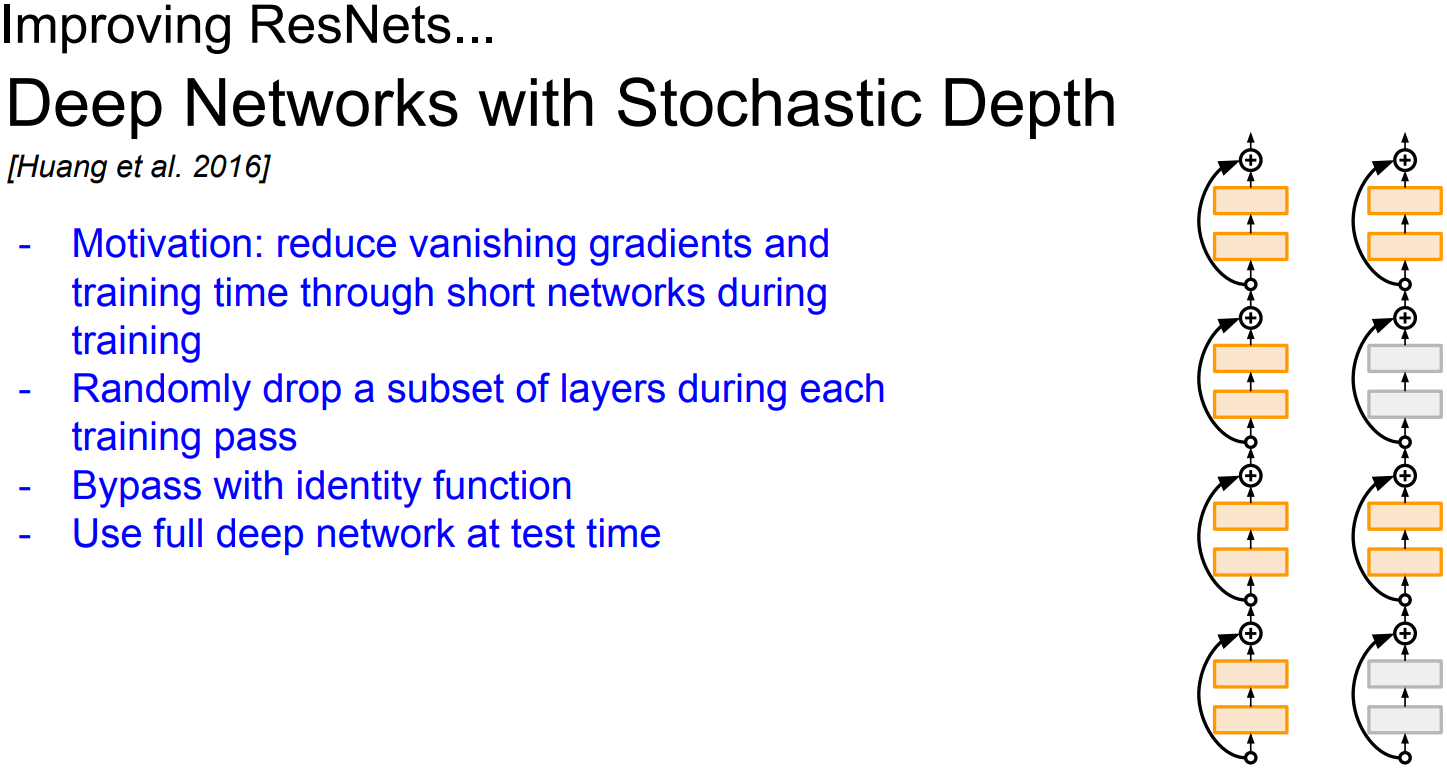 Improving ResNets...
Deep Networks with Stochastic Depth
[Huang et al. 2016]
- Motivation: reduce vanishing gradients and
training time through short networks during
training
- Randomly drop a subset of layers during each
training pass
- Bypass with identity function
- Use full deep network at test time